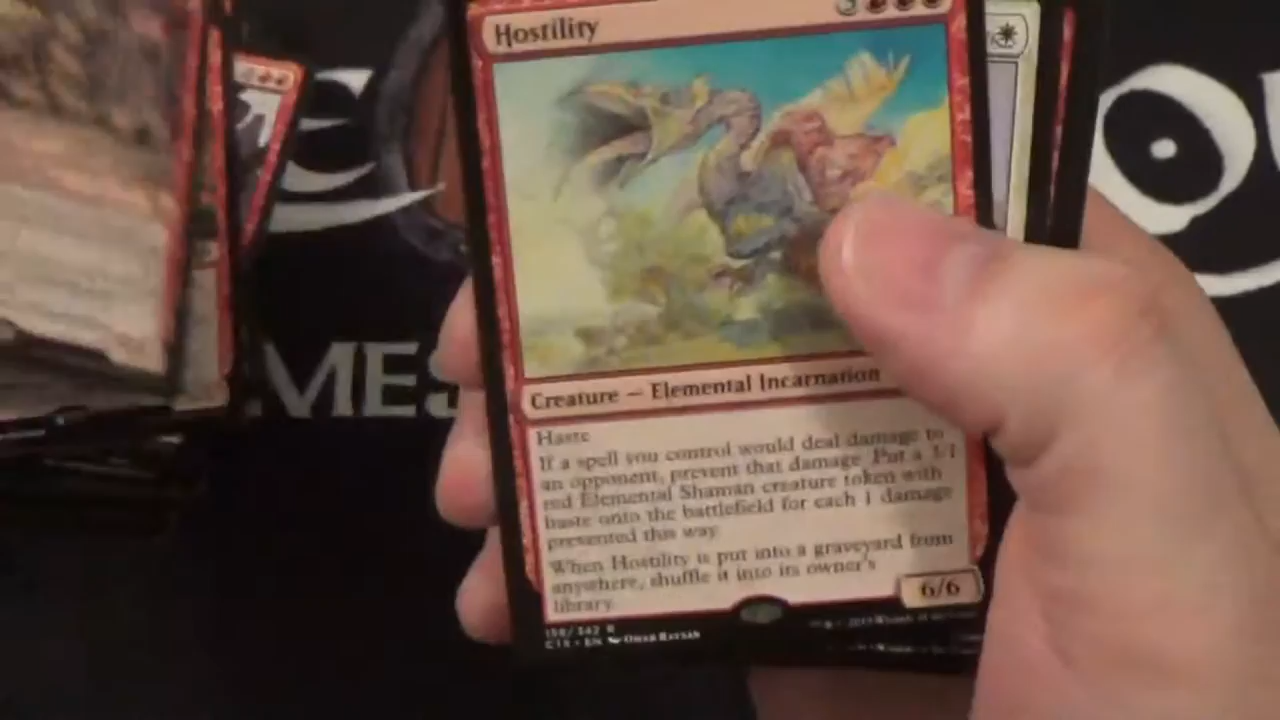 Hostility
Creature — Elemental Incarnation
Haste
If a spell you control would deal damage to
an opponent, prevent that damage. Put a 3/1
red Elemental Shaman creature token with
haste onto the battlefield for each 1 damage
prevented this way.
When Hostility is put into a graveyard from
anywhere, shuffle it into its owner's
library.
6/6
158/342 R
EN Omar Rayyan
MES